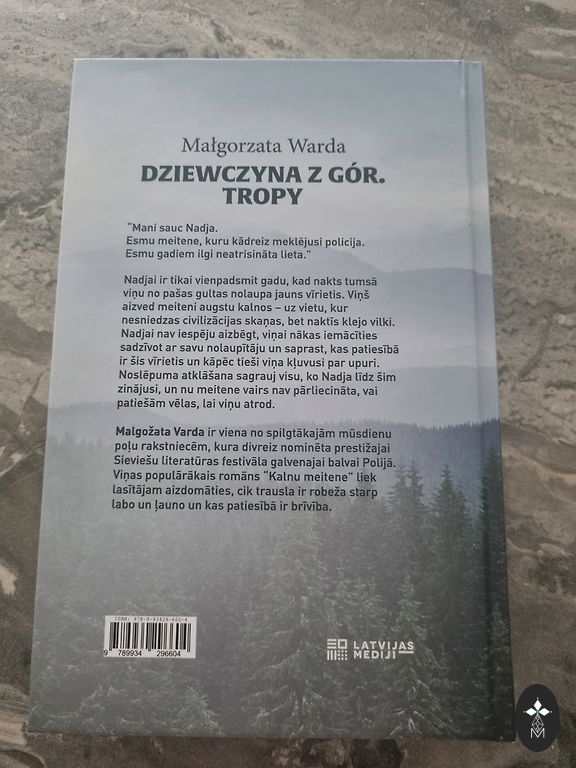 Małgorzata Warda
DZIEWCZYNA Z GÓR.
TROPY
"Mani sauc Nadja.
Esmu meitene, kuru kādreiz meklējusi policija.
Esmu gadiem ilgi neatrisināta lieta."
Nadjai ir tikai vienpadsmit gadu, kad nakts tumsā
viņu no pašas gultas nolaupa jauns vīrietis. Viņš
aizved meiteni augstu kalnos – uz vietu, kur
nesniedzas civilizācijas skaņas, bet naktīs klejo vilki.
Nadjai nav iespēju aizbēgt, viņai nākas iemācīties
sadzīvot ar savu nolaupītāju un saprast, kas patiesībā
ir šis vīrietis un kāpēc tieši viņa kļuvusi par upuri.
Noslēpuma atklāšana sagrauj visu, ko Nadja līdz šim
zinājusi, un nu meitene vairs nav pārliecināta, vai
patiešām vēlas, lai viņu atrod.
Malgožata Varda ir viena no spilgtākajām mūsdienu
poļu rakstniecēm, kura divreiz nominēta prestižajai
Sieviešu literatūras festivāla galvenajai balvai Polijā.
Viņas populārākais romāns "Kalnu meitene" liek
lasītājam aizdomāties, cik trausla ir robeža starp
labo un ļauno un kas patiesībā ir brīvība.
ISBN: 978-9-93429-660-4
9 789934 296604
LATVIJAS
MEDIJI
M